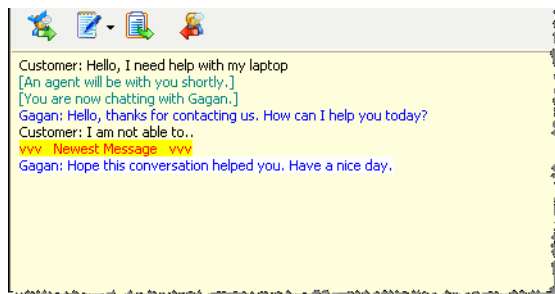 Customer: Hello, I need help with my laptop
[An agent will be with you shortly.]
[You are now chatting with Gagan.]
Gagan: Hello, thanks for contacting us. How can I help you today?
Customer: I am not able to..
vvv Newest Message vvv
Gagan: Hope this conversation helped you. Have a nice day.